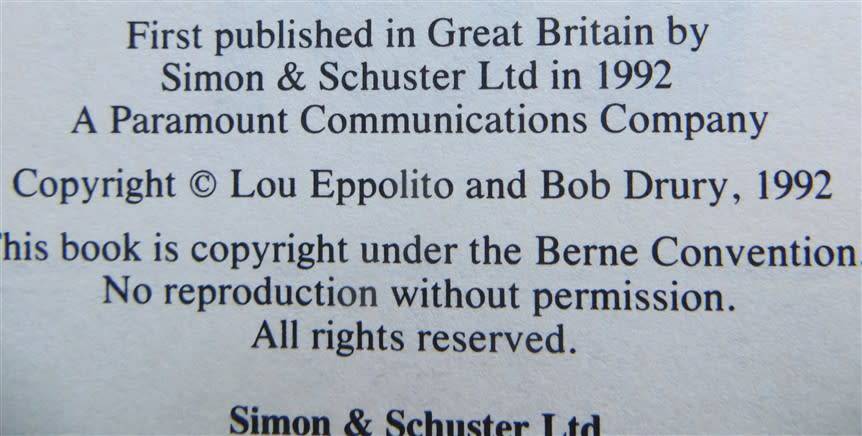 First published in Great Britain by
Simon & Schuster Ltd in 1992
A Paramount Communications Company
Copyright © Lou Eppolito and Bob Drury, 1992
his book is copyright under the Berne Convention.
No reproduction without permission.
All rights reserved.
Simon & Schuster Ltd